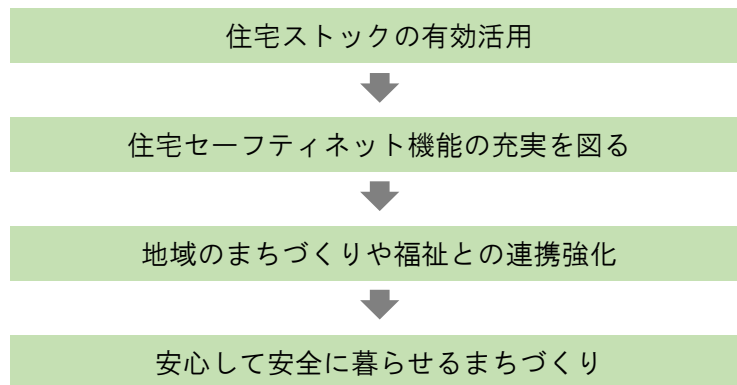 住宅ストックの有効活用
住宅セーフティネット機能の充実を図る
地域のまちづくりや福祉との連携強化
安心して安全に暮らせるまちづくり